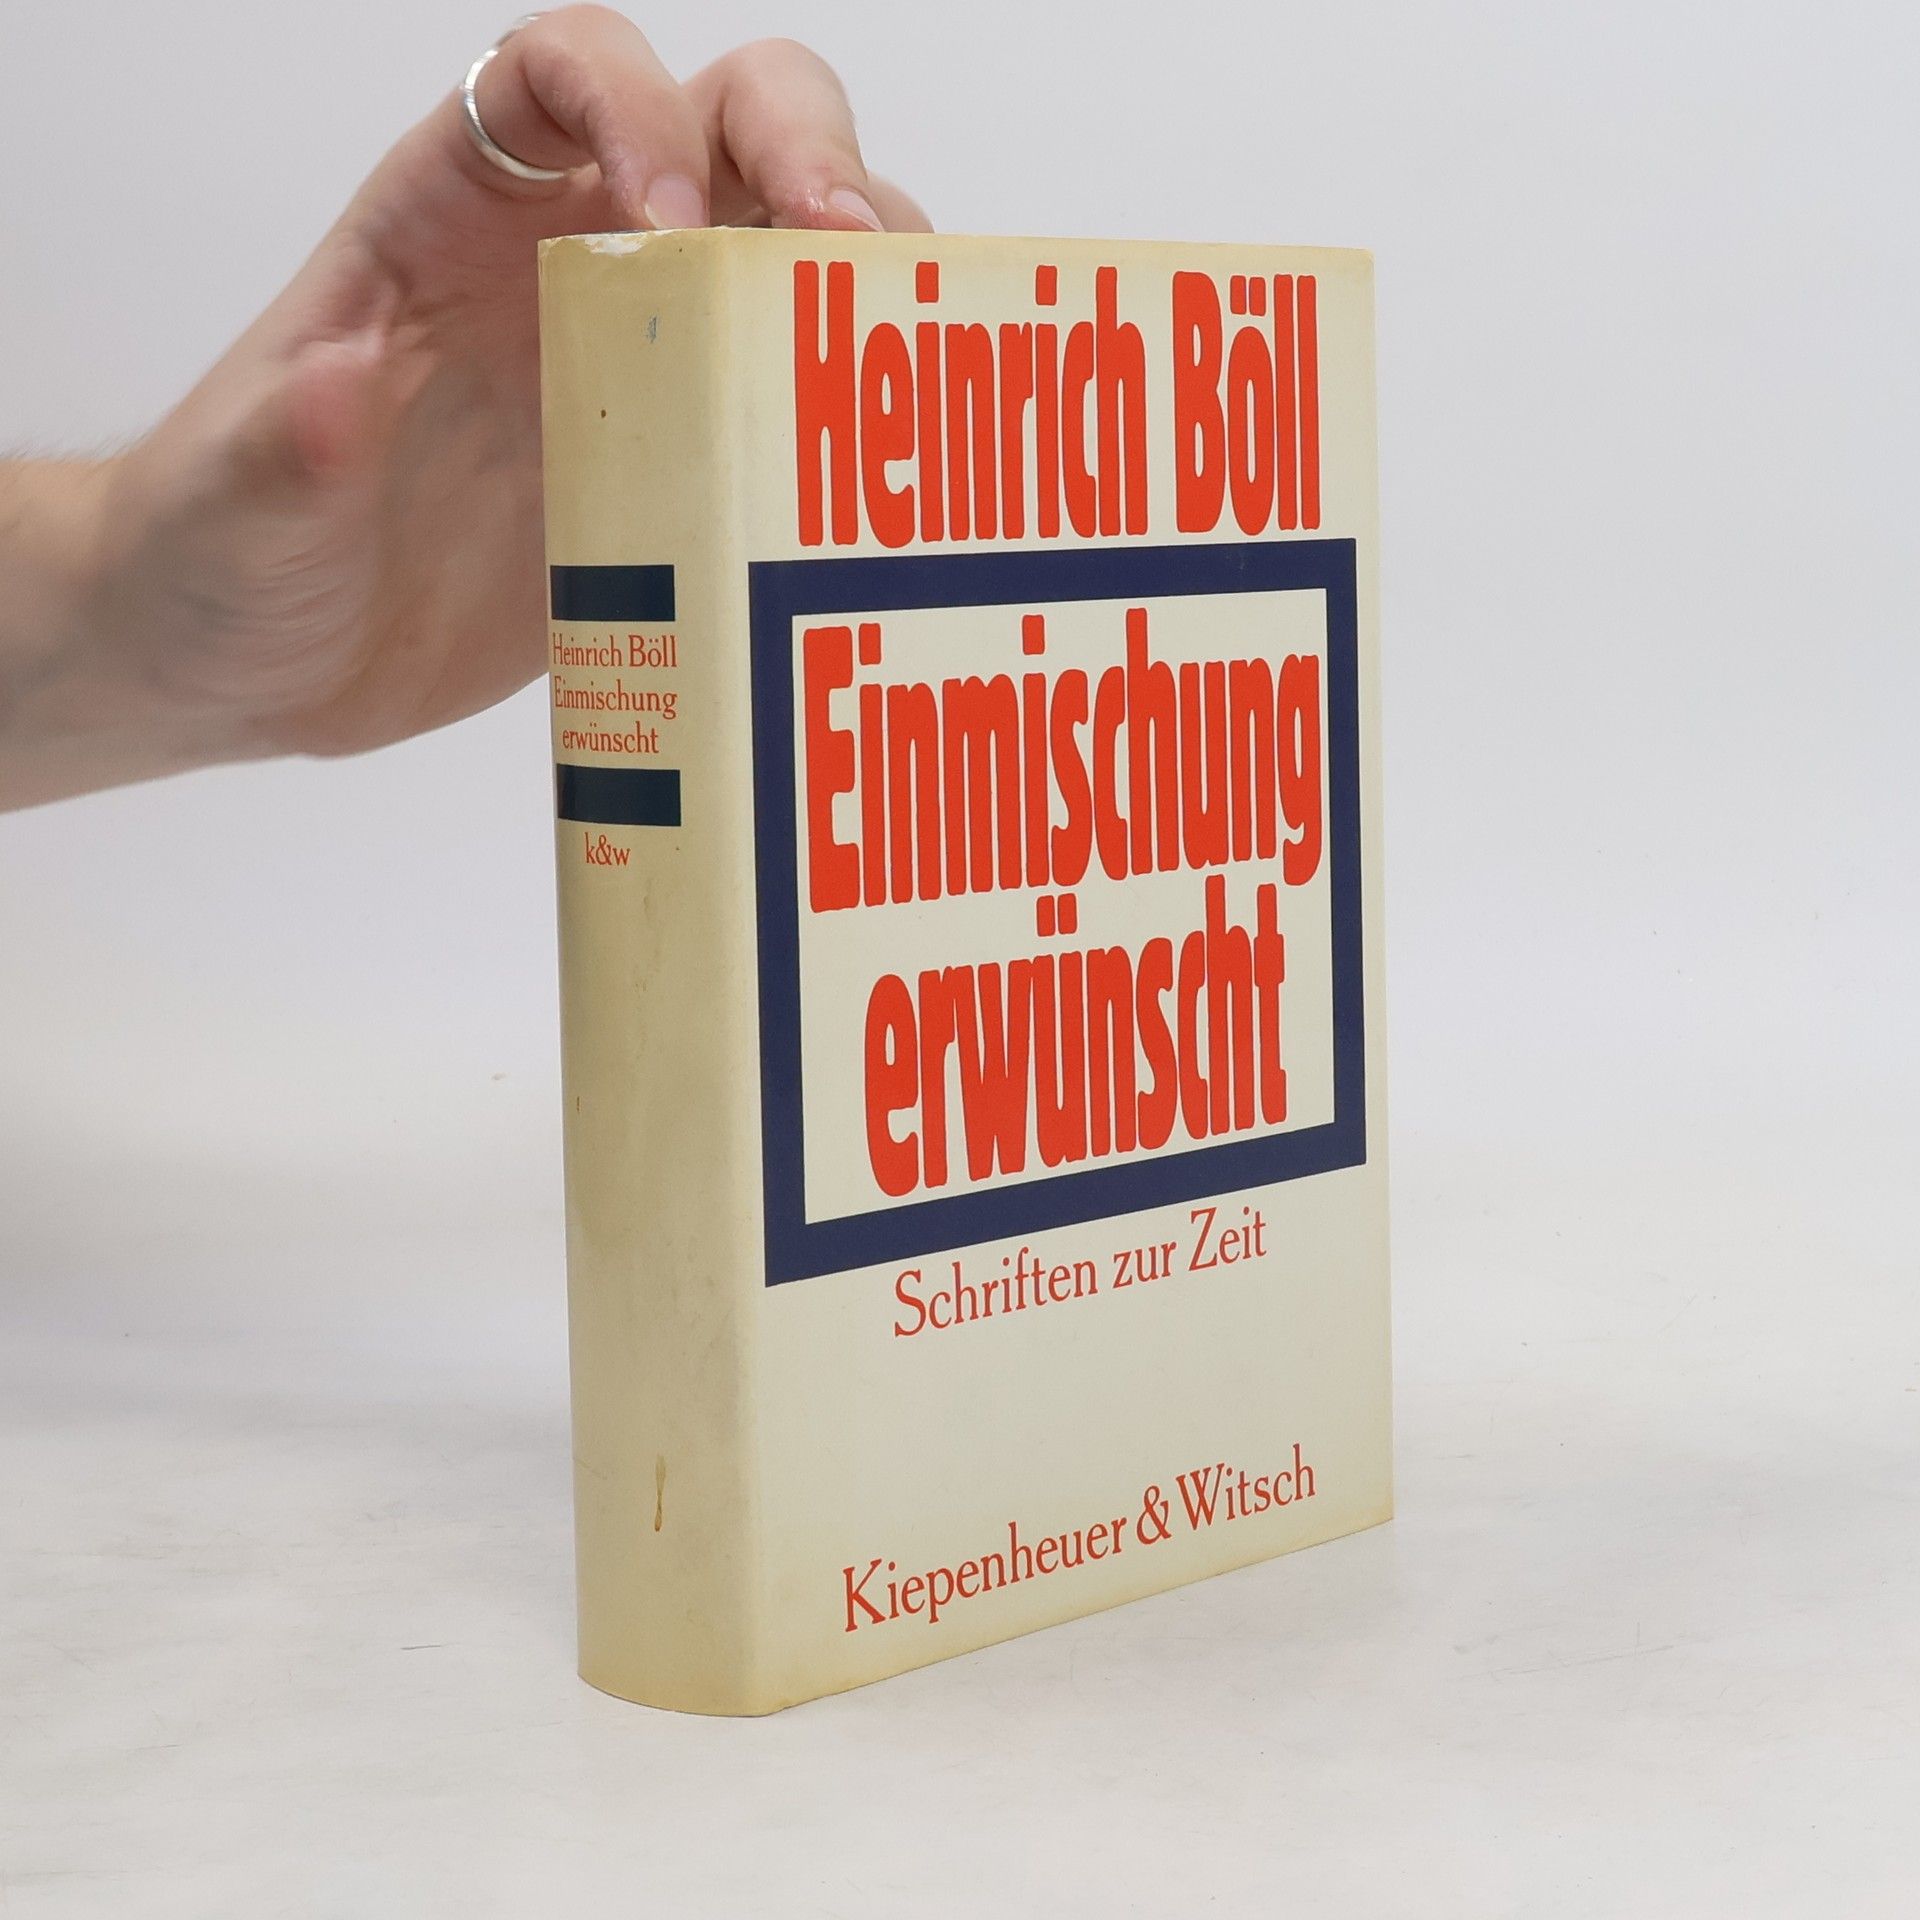 Heinrich Böll
Einmischung
erwünscht
Schriften zur Zeit
Kiepenheuer & Witsch
Heinrich Böll
Einmischung
erwünscht
k&w